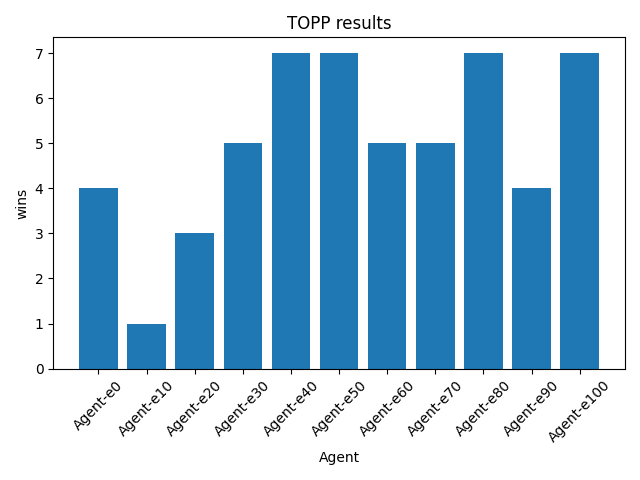 TOPP results
wins
7
6
5
4
3
2
1
0
Agent-e0
Agent-e10
Agent-e20
Agent-e30
Agent-e40
Agent-e50
Agent-e60
Agent-e70
Agent-e80
Agent-e90
Agent-e100
Agent